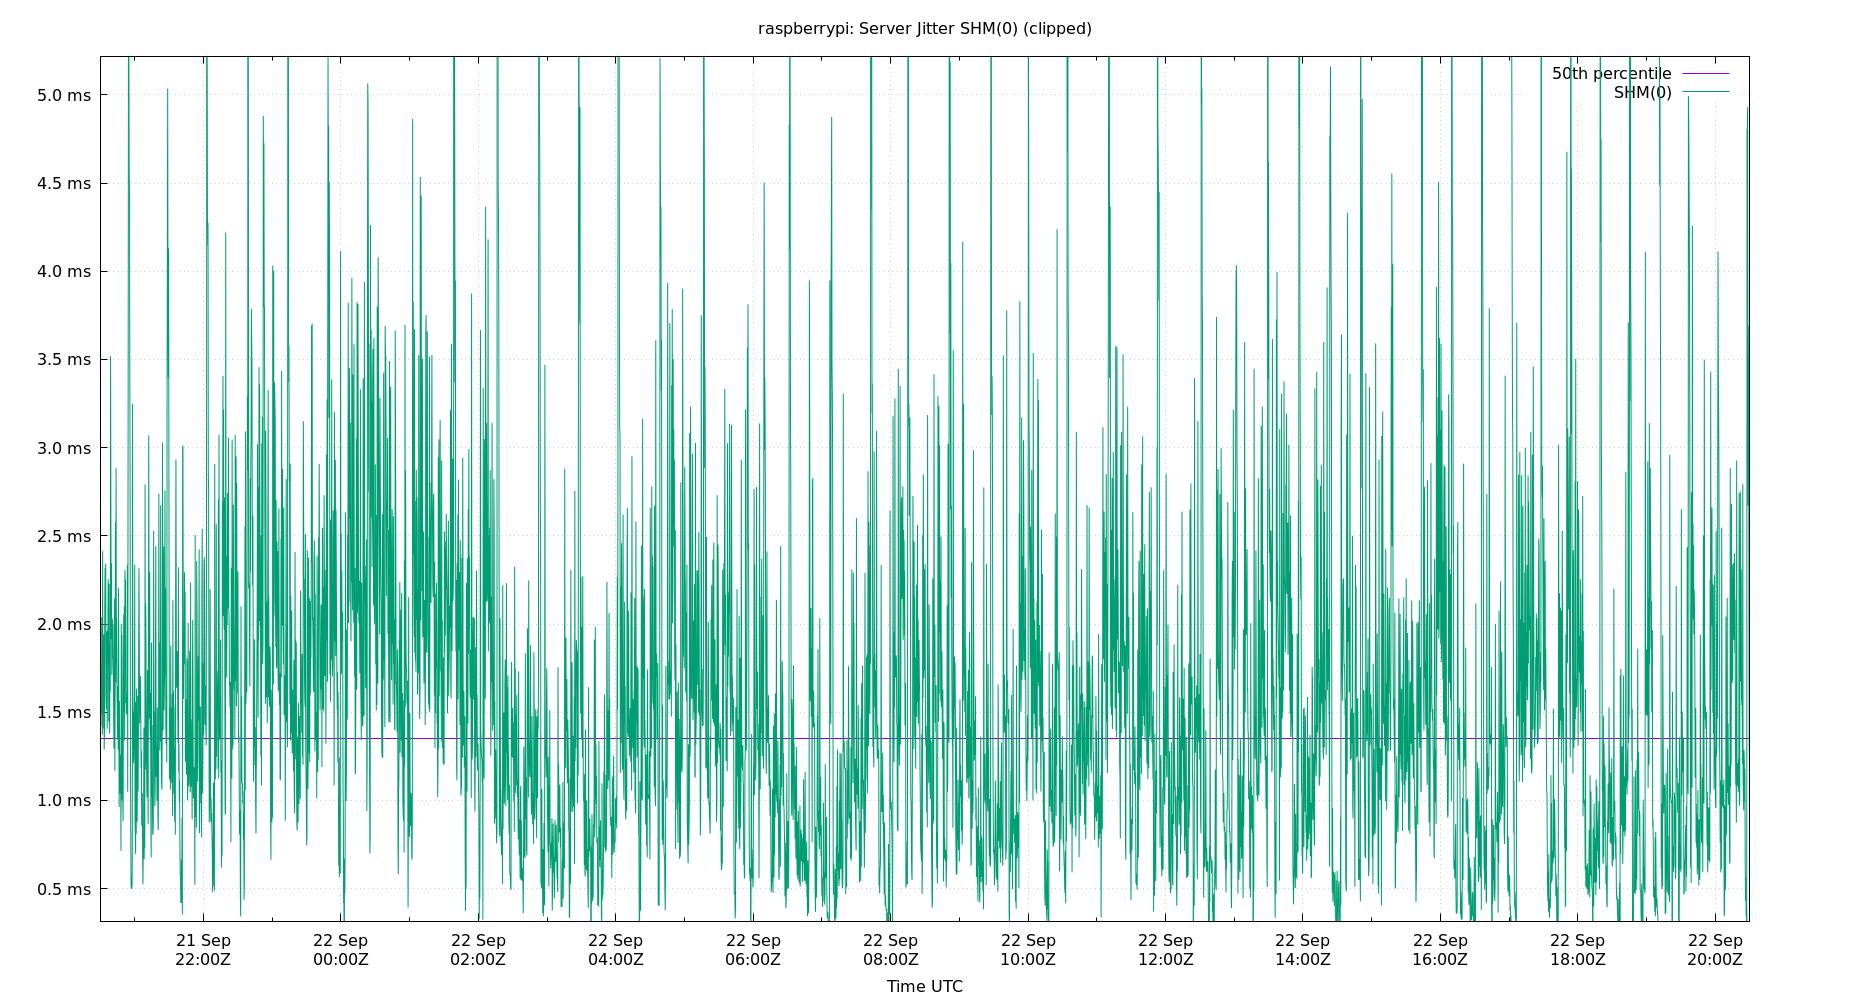 raspberrypi: Server Jitter SHM(0) (clipped)
50th percentile
SHM(0)
5.0 ms
4.5 ms
4.0 ms
3.5 ms
3.0 ms
2.5 ms
2.0 ms
1.5 ms
1.0 ms
0.5 ms
21 Sep 22 Sep 22 Sep 22 Sep 22 Sep 22 Sep 22 Sep 22 Sep 22 Sep 22 Sep 22 Sep 22 Sep
22:00Z 00:00Z 02:00Z 04:00Z 06:00Z 08:00Z 10:00Z 12:00Z 14:00Z 16:00Z 18:00Z 20:00Z
Time UTC